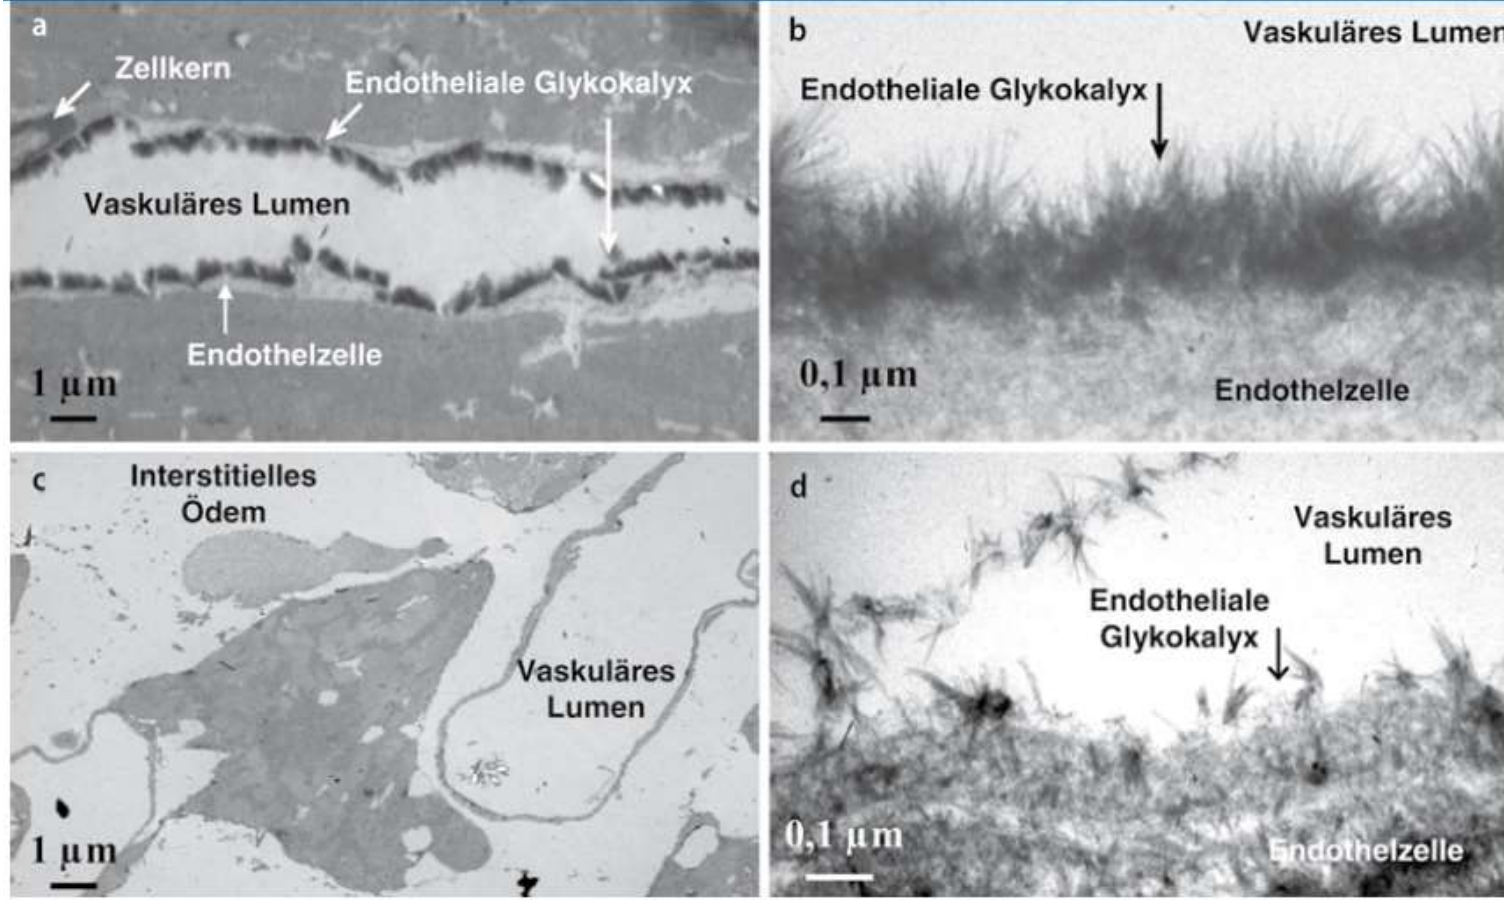 a
Zellkern
Endotheliale Glykokalyx
Vaskuläres Lumen
Endothelzelle
1 µm
b
Vaskuläres Lumen
Endotheliale Glykokalyx
0,1 µm
Endothelzelle
c
Interstitielles
Ödem
Vaskuläres
Lumen
1 µm
d
Vaskuläres
Lumen
Endotheliale
Glykokalyx
0,1 µm
Endothelzelle